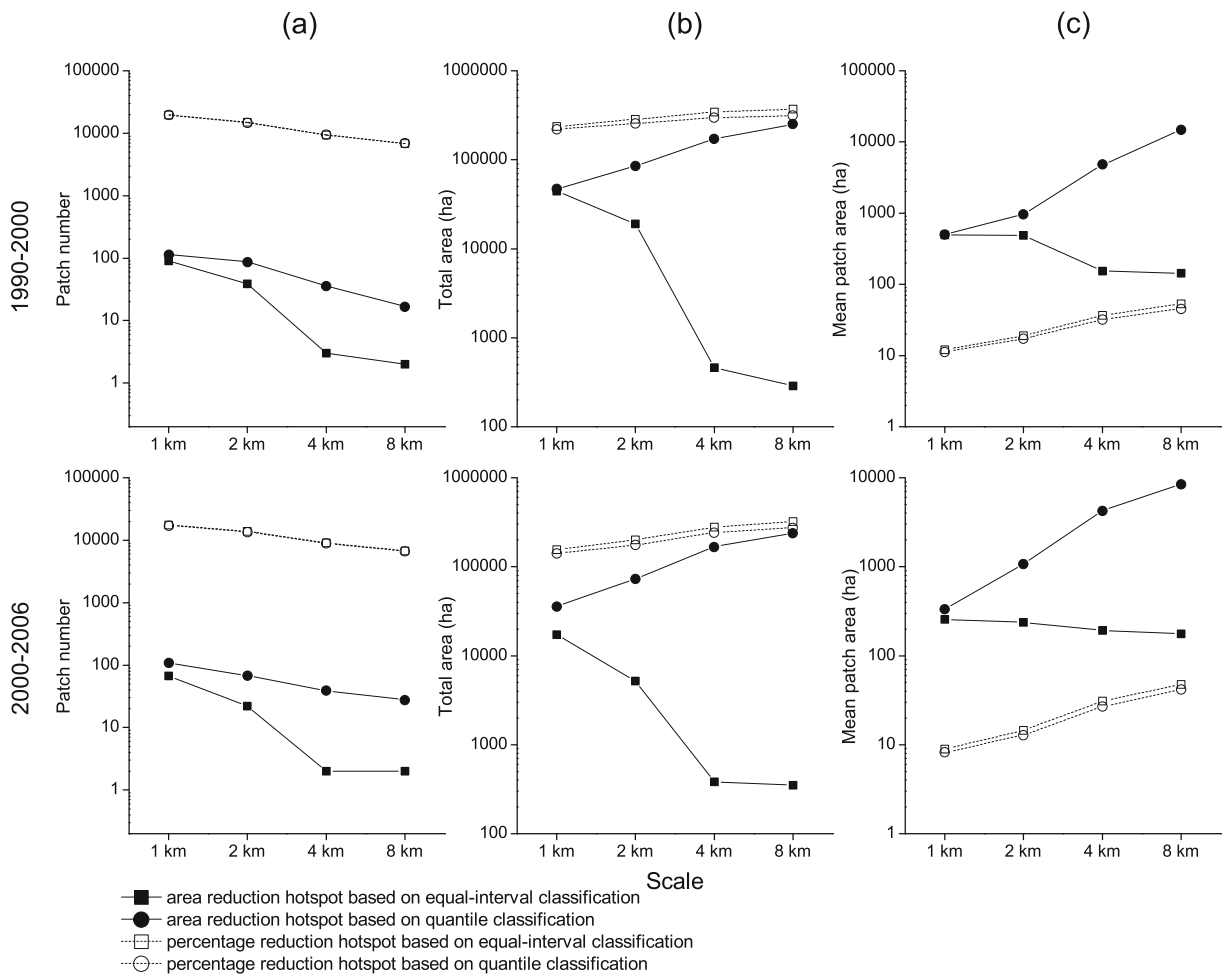 (a)
(b)
(c)
1990-2000
Patch number
100000
10000
1000
100
10
1
1 km 2 km 4 km 8 km
Total area (ha)
1000000
100000
10000
1000
100
1 km 2 km 4 km 8 km
Mean patch area (ha)
100000
10000
1000
100
10
1
1 km 2 km 4 km 8 km
2000-2006
Patch number
100000
10000
1000
100
10
1
1 km 2 km 4 km 8 km
Total area (ha)
1000000
100000
10000
1000
100
1 km 2 km 4 km 8 km
Mean patch area (ha)
10000
1000
100
10
1
1 km 2 km 4 km 8 km
Scale
area reduction hotspot based on equal-interval classification
area reduction hotspot based on quantile classification
percentage reduction hotspot based on equal-interval classification
percentage reduction hotspot based on quantile classification